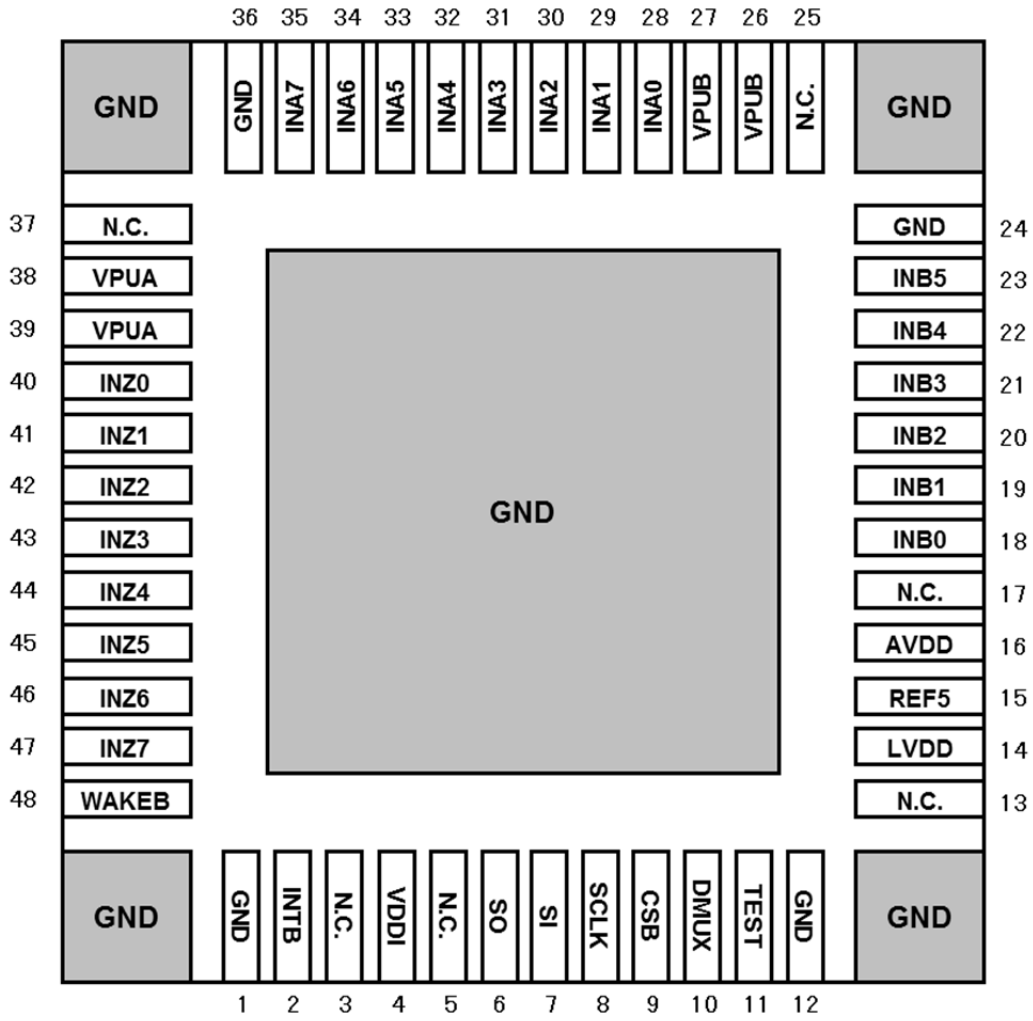 36 35 34 33 32 31 30 29 28 27 26 25
GND GND INA7 INA6 INA5 INA4 INA3 INA2 INA1 INA0 VPUB VPUB N.C. GND
37 N.C. GND 24
38 VPUA INB5 23
39 VPUA INB4 22
40 INZ0 INB3 21
41 INZ1 INB2 20
42 INZ2 INB1 19
GND
43 INZ3 INB0 18
44 INZ4 N.C. 17
45 INZ5 AVDD 16
46 INZ6 REF5 15
47 INZ7 LVDD 14
48 WAKEB N.C. 13
GND GND INTB N.C. VDDI N.C. SO SI SCLK CSB DMUX TEST GND GND
1 2 3 4 5 6 7 8 9 10 11 12